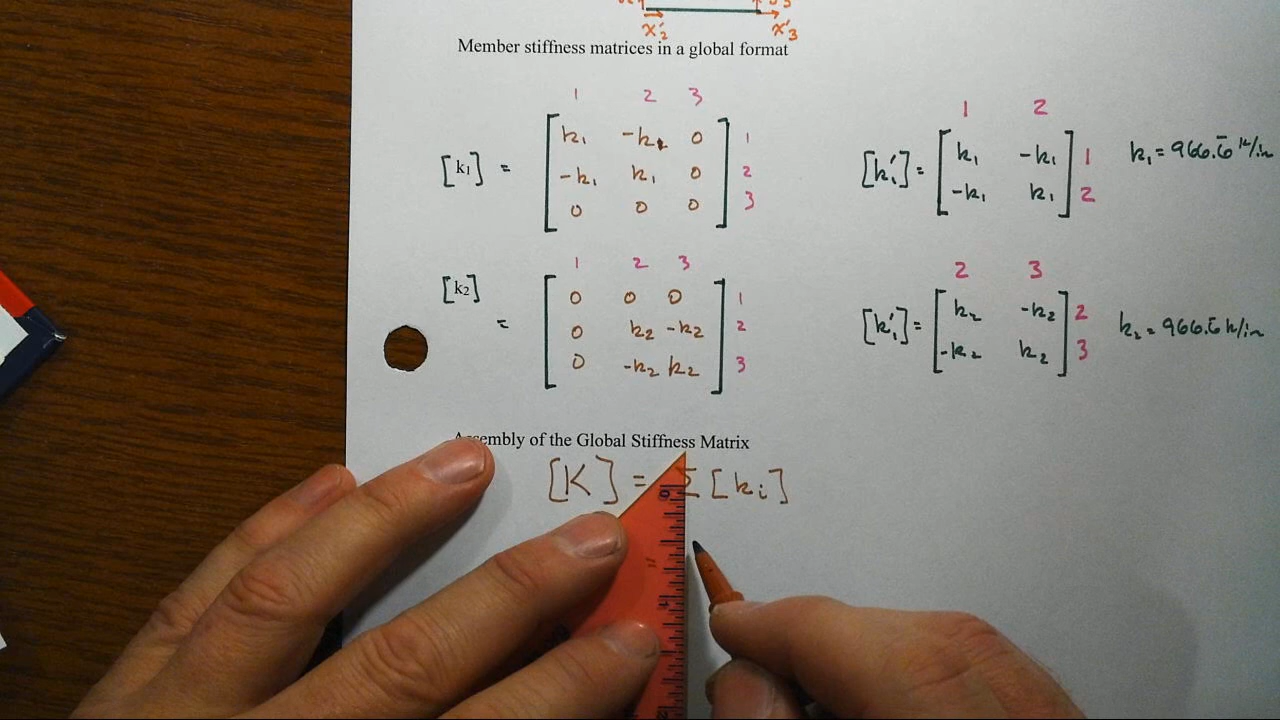 x'2 x'3
Member stiffness matrices in a global format
1 2 3
[k1] = [ k1 -k1 0 ] 1
-k1 k1 0 2
0 0 0 3
1 2
[k'1] = [ k1 -k1 ] 1 k1 = 966.6̄ k/in
-k1 k1 2
1 2 3
[k2] = [ 0 0 0 ] 1
0 k2 -k2 2
0 -k2 k2 3
2 3
[k'1] = [ k2 -k2 ] 2 k2 = 966.6̄ k/in
-k2 k2 3
Assembly of the Global Stiffness Matrix
[K] = Σ [ki]